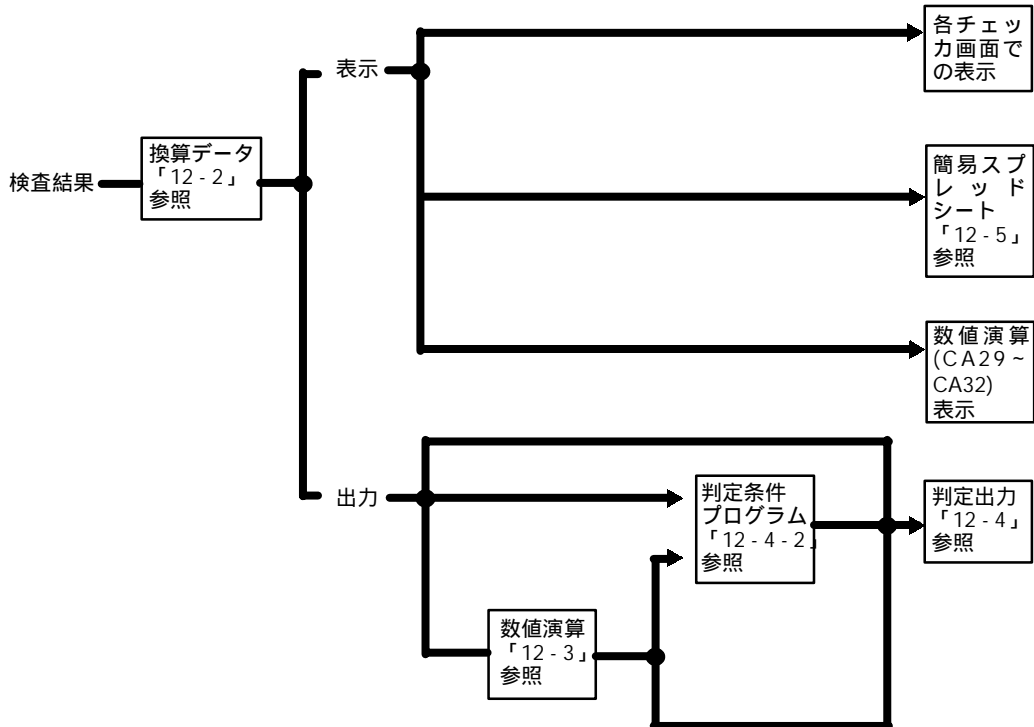 各チェッ
カ画面で
の表示
表示
換算データ
「12-2」
参照
検査結果
簡易スプ
レッド
シート
「12-5」
参照
数値演算
(CA29~
CA32)
表示
出力
判定条件
プログラム
「12-4-2」
参照
判定出力
「12-4」
参照
数値演算
「12-3」
参照